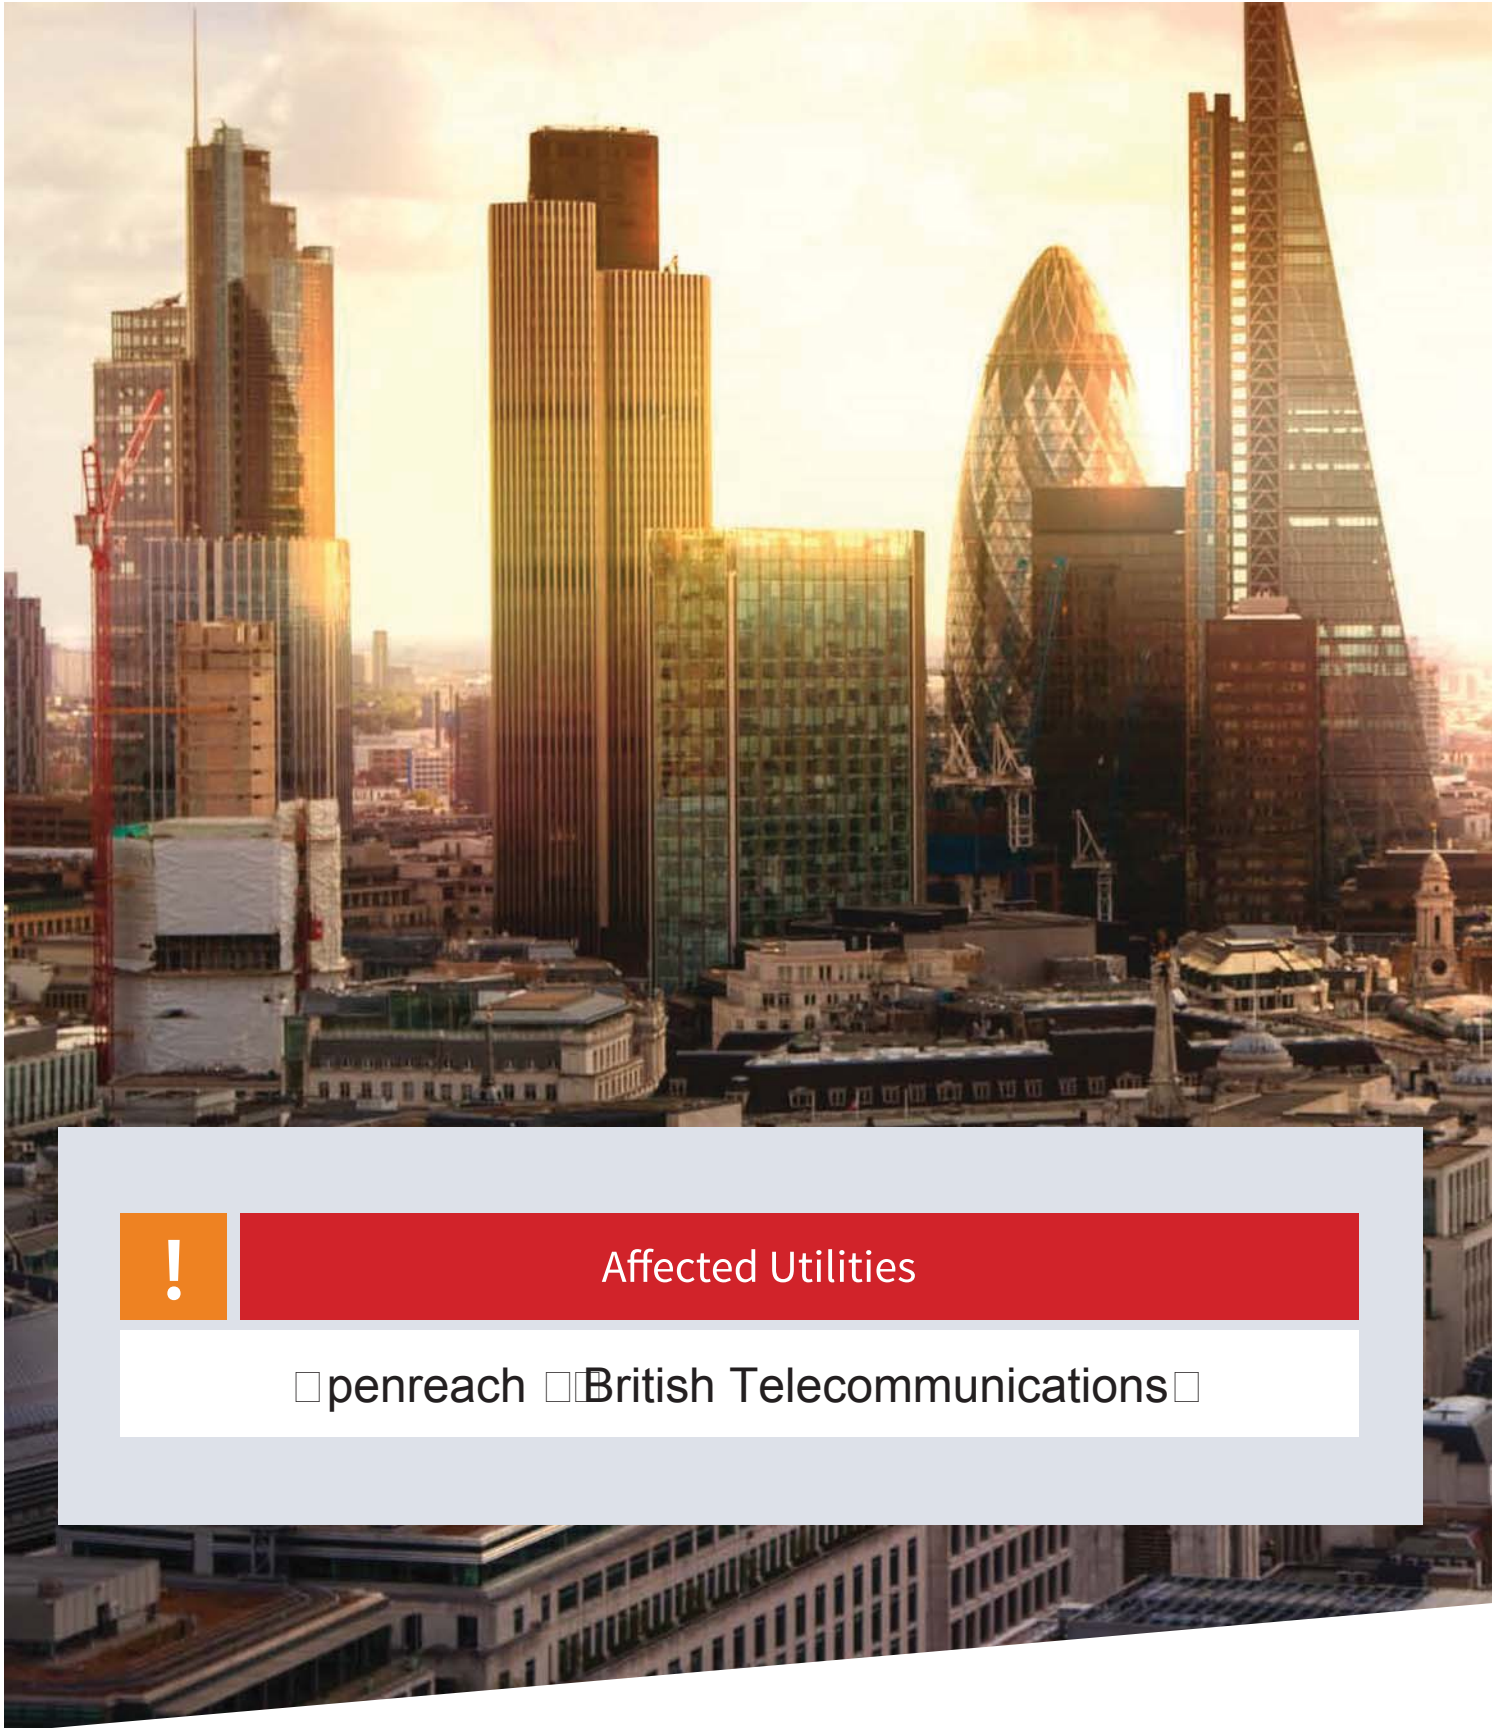 !
Affected Utilities
□penreach □□British Telecommunications□